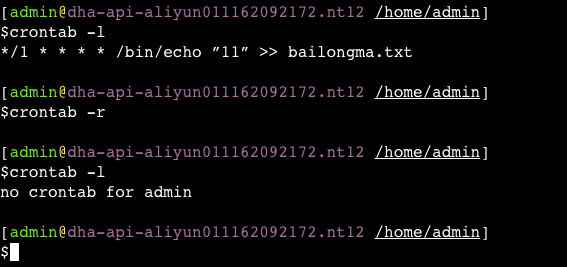 [admin@dha-api-aliyun011162092172.nt12 /home/admin]
$crontab -l
*/1 * * * * /bin/echo ”11” >> bailongma.txt
[admin@dha-api-aliyun011162092172.nt12 /home/admin]
$crontab -r
[admin@dha-api-aliyun011162092172.nt12 /home/admin]
$crontab -l
no crontab for admin
[admin@dha-api-aliyun011162092172.nt12 /home/admin]
$